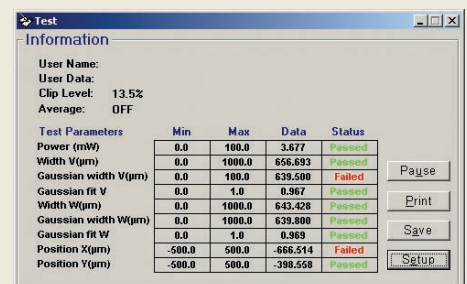 Test
Information
User Name:
User Data:
Clip Level: 13.5%
Average: OFF
Test Parameters Min Max Data Status
Power (mW) 0.0 100.0 3.677 Passed
Width V(µm) 0.0 1000.0 656.693 Passed
Gaussian width V(µm) 0.0 100.0 639.500 Failed
Gaussian fit V 0.0 1.0 0.967 Passed
Width W(µm) 0.0 1000.0 643.428 Passed
Gaussian width W(µm) 0.0 1000.0 639.800 Passed
Gaussian fit W 0.0 1.0 0.969 Passed
Position X(µm) -500.0 500.0 -666.514 Failed
Position Y(µm) -500.0 500.0 -398.558 Passed
Pause
Print
Save
Setup